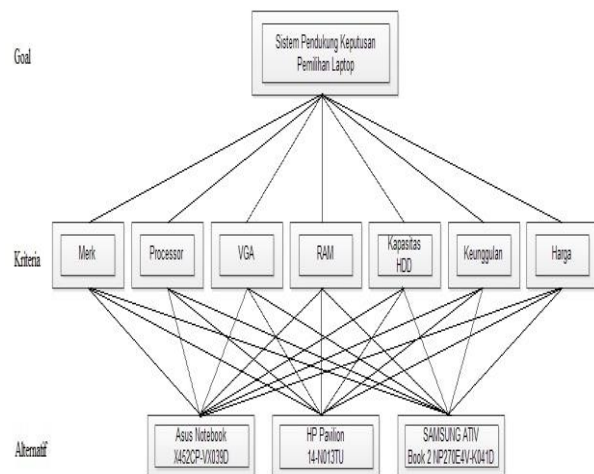 Goal
Sistem Pendukung Keputusan
Pemilihan Laptop
Kriteria
Merk
Processor
VGA
RAM
Kapasitas
HDD
Keunggulan
Harga
Alternatif
Asus Notebook
X452CP-VX039D
HP Pavilion
14-N013TU
SAMSUNG ATIV
Book 2 NP270E4V-K041D